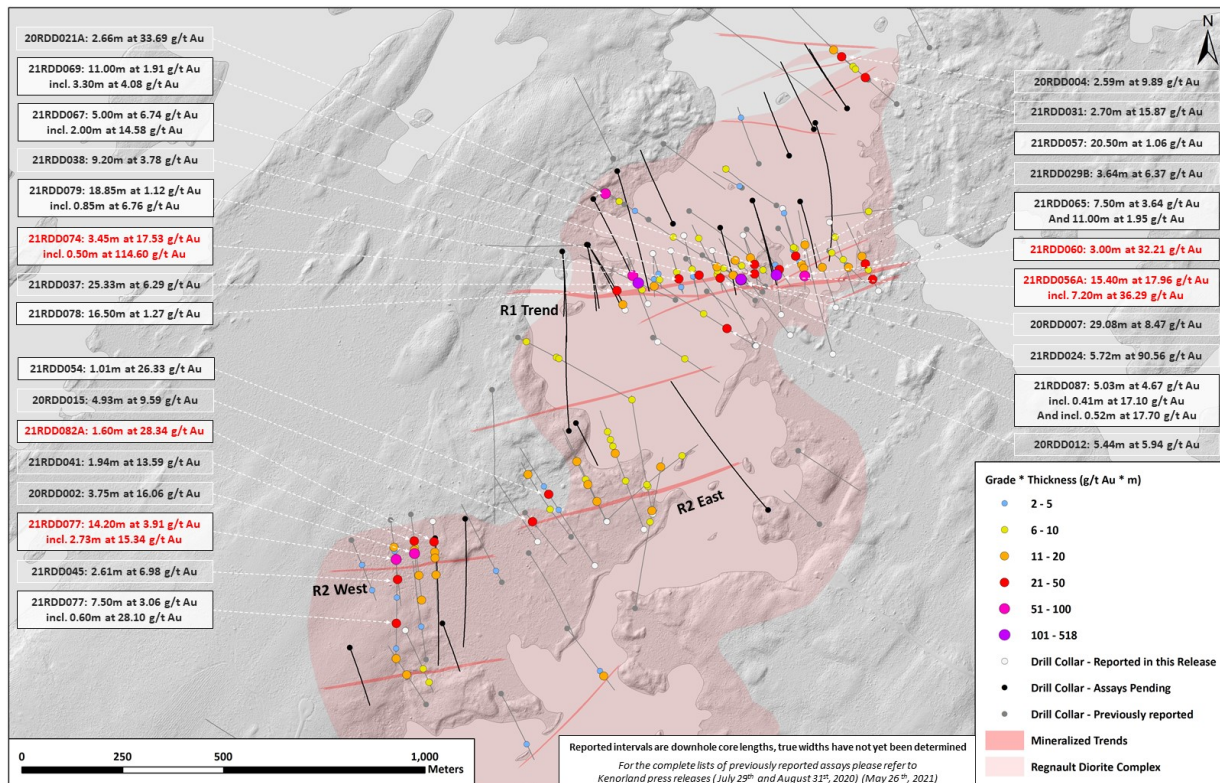 20RDD021A: 2.66m at 33.69 g/t Au
21RDD069: 11.00m at 1.91 g/t Au
incl. 3.30m at 4.08 g/t Au
21RDD067: 5.00m at 6.74 g/t Au
incl. 2.00m at 14.58 g/t Au
21RDD038: 9.20m at 3.78 g/t Au
21RDD079: 18.85m at 1.12 g/t Au
incl. 0.85m at 6.76 g/t Au
21RDD074: 3.45m at 17.53 g/t Au
incl. 0.50m at 114.60 g/t Au
21RDD037: 25.33m at 6.29 g/t Au
21RDD078: 16.50m at 1.27 g/t Au
21RDD054: 1.01m at 26.33 g/t Au
20RDD015: 4.93m at 9.59 g/t Au
21RDD082A: 1.60m at 28.34 g/t Au
21RDD041: 1.94m at 13.59 g/t Au
20RDD002: 3.75m at 16.06 g/t Au
21RDD077: 14.20m at 3.91 g/t Au
incl. 2.73m at 15.34 g/t Au
21RDD045: 2.61m at 6.98 g/t Au
21RDD077: 7.50m at 3.06 g/t Au
incl. 0.60m at 28.10 g/t Au
R1 Trend
R2 East
R2 West
N
20RDD004: 2.59m at 9.89 g/t Au
21RDD031: 2.70m at 15.87 g/t Au
21RDD057: 20.50m at 1.06 g/t Au
21RDD029B: 3.64m at 6.37 g/t Au
21RDD065: 7.50m at 3.64 g/t Au
And 11.00m at 1.95 g/t Au
21RDD060: 3.00m at 32.21 g/t Au
21RDD056A: 15.40m at 17.96 g/t Au
incl. 7.20m at 36.29 g/t Au
20RDD007: 29.08m at 8.47 g/t Au
21RDD024: 5.72m at 90.56 g/t Au
21RDD087: 5.03m at 4.67 g/t Au
incl. 0.41m at 17.10 g/t Au
And incl. 0.52m at 17.70 g/t Au
20RDD012: 5.44m at 5.94 g/t Au
Grade * Thickness (g/t Au * m)
2 - 5
6 - 10
11 - 20
21 - 50
51 - 100
101 - 518
Drill Collar - Reported in this Release
Drill Collar - Assays Pending
Drill Collar - Previously reported
Mineralized Trends
Regnault Diorite Complex
0 250 500 1,000
Meters
Reported intervals are downhole core lengths, true widths have not yet been determined
For the complete lists of previously reported assays please refer to
Kenorland press releases (July 29th and August 31st, 2020) (May 26th, 2021)